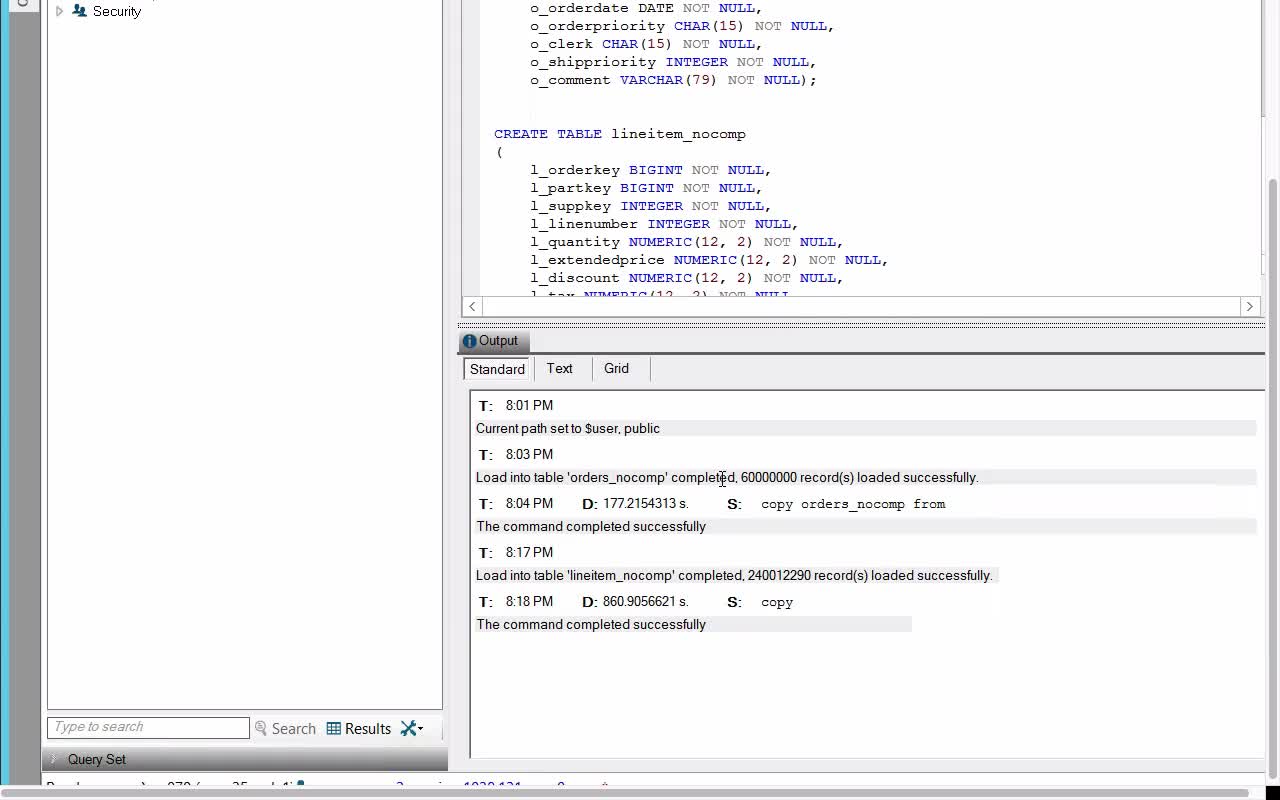 Security
o_orderdate DATE NOT NULL,
o_orderpriority CHAR(15) NOT NULL,
o_clerk CHAR(15) NOT NULL,
o_shippriority INTEGER NOT NULL,
o_comment VARCHAR(79) NOT NULL);
CREATE TABLE lineitem_nocomp
(
l_orderkey BIGINT NOT NULL,
l_partkey BIGINT NOT NULL,
l_suppkey INTEGER NOT NULL,
l_linenumber INTEGER NOT NULL,
l_quantity NUMERIC(12, 2) NOT NULL,
l_extendedprice NUMERIC(12, 2) NOT NULL,
l_discount NUMERIC(12, 2) NOT NULL,
l_tax NUMERIC(12, 2) NOT NULL
Output
Standard Text Grid
T: 8:01 PM
Current path set to $user, public
T: 8:03 PM
Load into table 'orders_nocomp' completed, 60000000 record(s) loaded successfully.
T: 8:04 PM D: 177.2154313 s. S: copy orders_nocomp from
The command completed successfully
T: 8:17 PM
Load into table 'lineitem_nocomp' completed, 240012290 record(s) loaded successfully.
T: 8:18 PM D: 860.9056621 s. S: copy
The command completed successfully
Type to search Search Results
Query Set